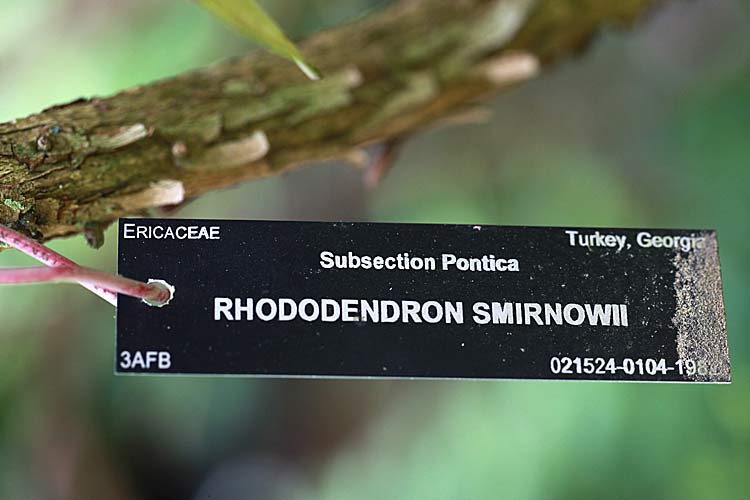 ERICACEAE
Turkey, Georgia
Subsection Pontica
RHODODENDRON SMIRNOWII
3AFB